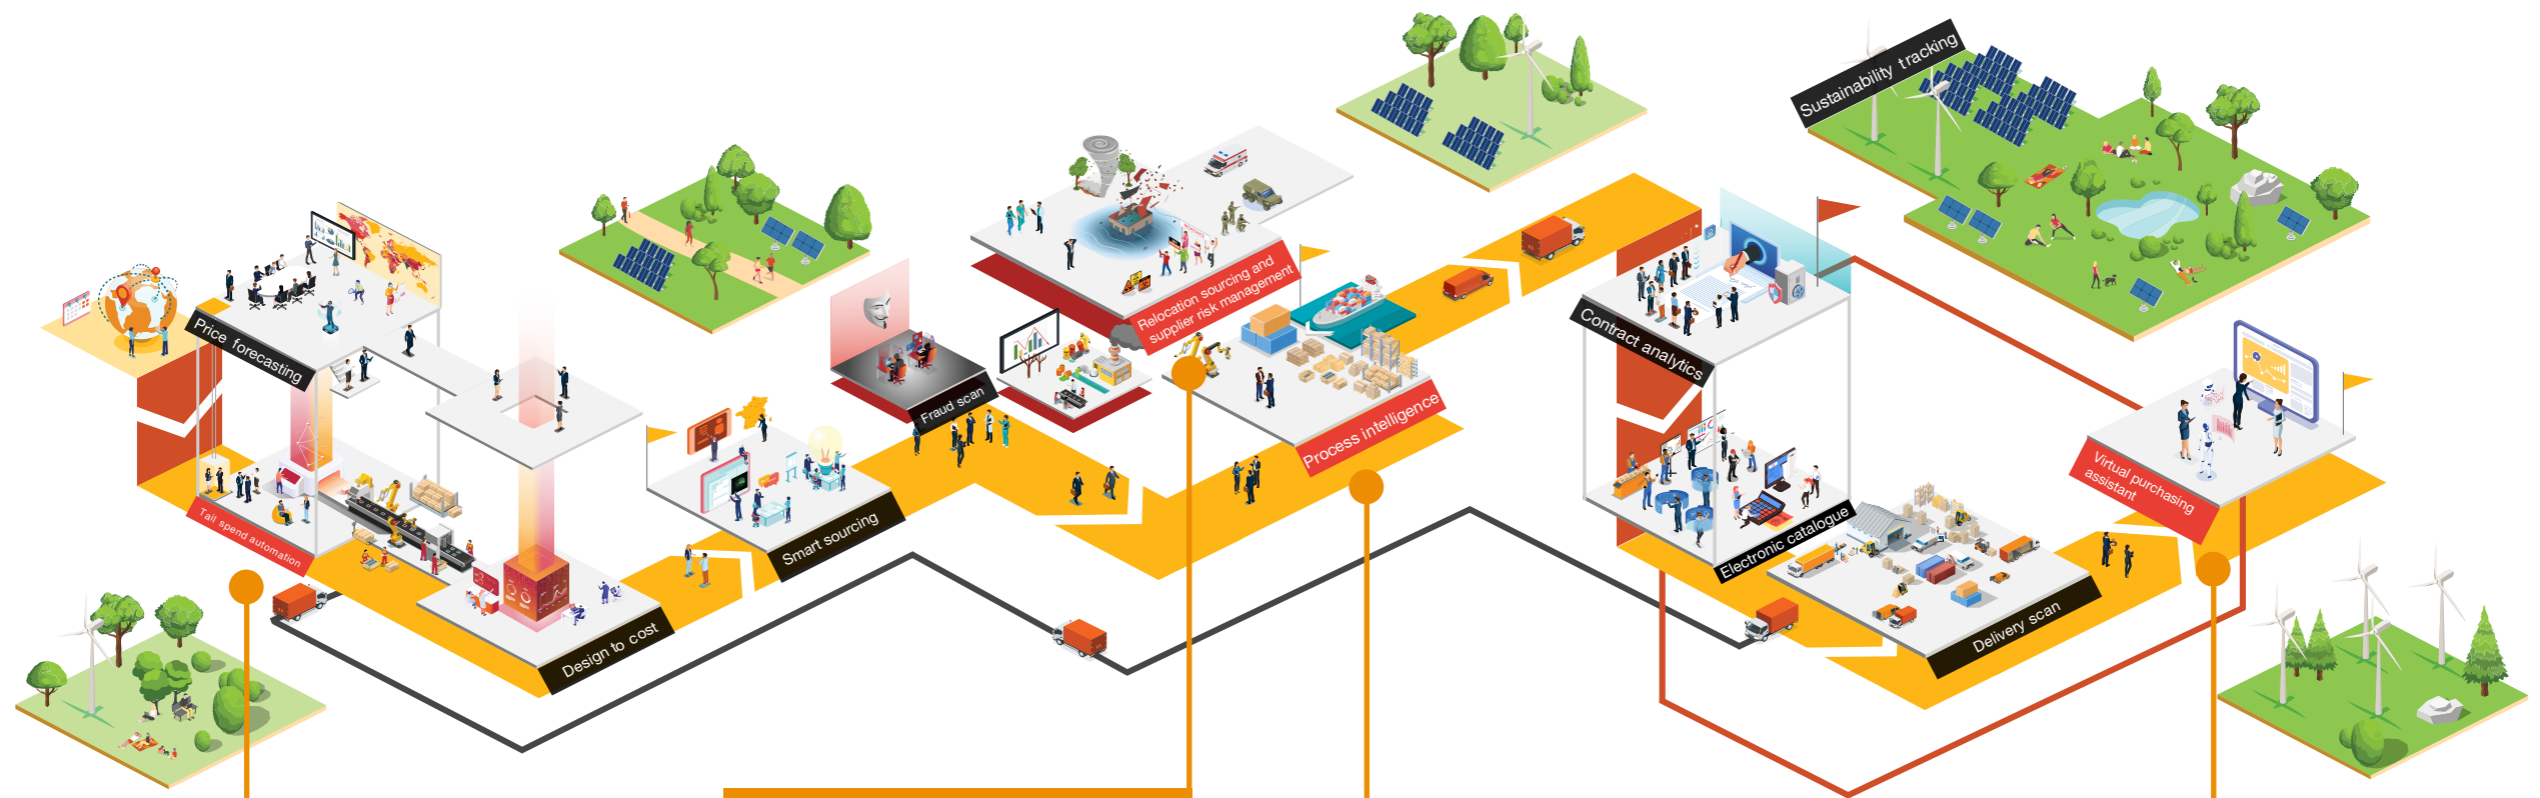 Price forecasting
Tail spend automation
Design to cost
Smart sourcing
Fraud scan
Relocation sourcing and
supplier risk management
Process intelligence
Contract analytics
Electronic catalogue
Delivery scan
Sustainability tracking
Virtual purchasing
assistant